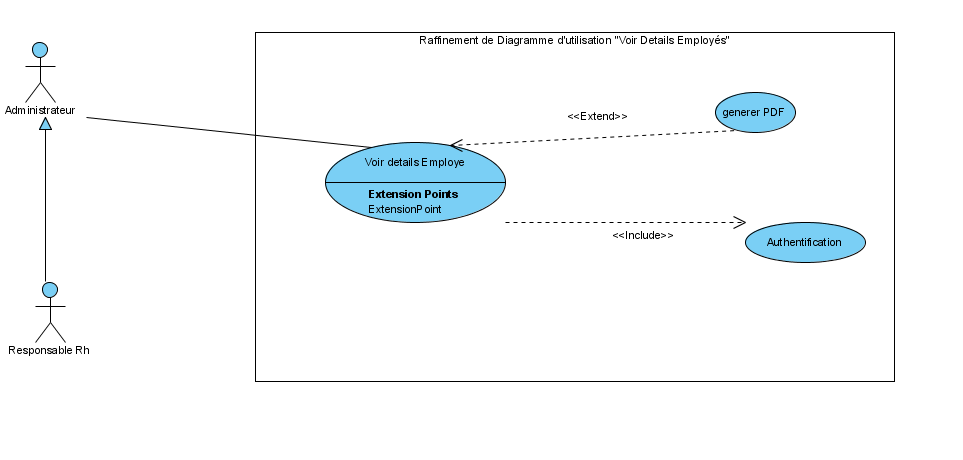 Raffinement de Diagramme d'utilisation "Voir Details Employés"
Administrateur
<<Extend>>
generer PDF
Voir details Employe
Extension Points
ExtensionPoint
<<Include>>
Authentification
Responsable Rh